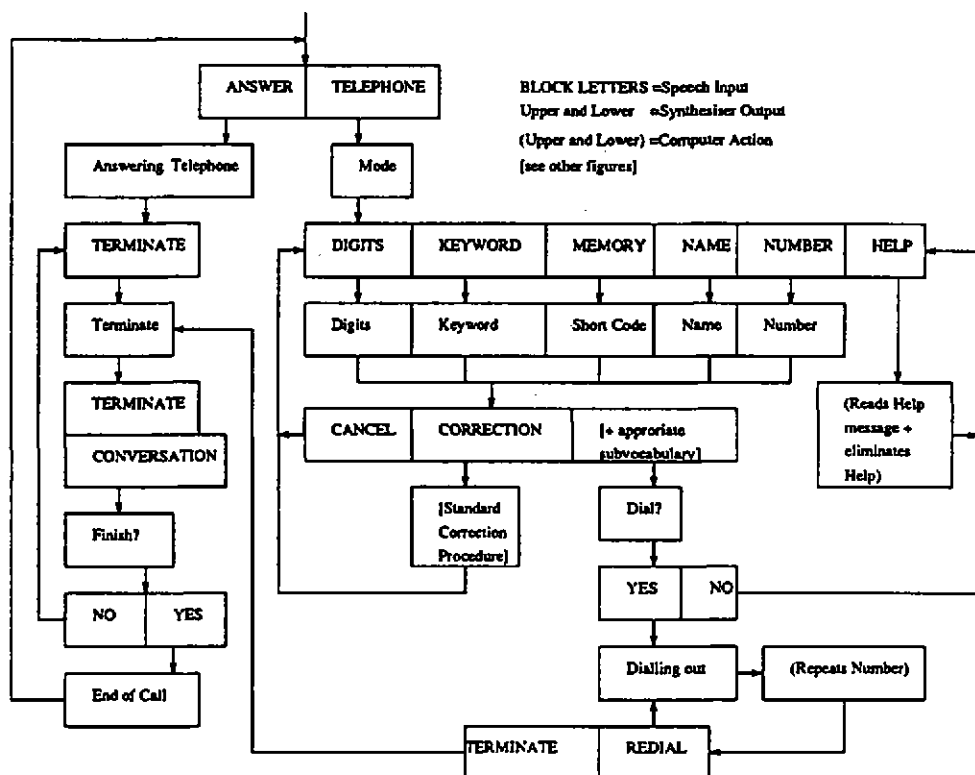 ANSWER TELEPHONE
BLOCK LETTERS =Speech Input
Upper and Lower =Synthesiser Output
(Upper and Lower) =Computer Action
[see other figures]
Answering Telephone
Mode
TERMINATE
DIGITS KEYWORD MEMORY NAME NUMBER HELP
Terminate
Digits Keyword Short Code Name Number
TERMINATE
CONVERSATION
CANCEL CORRECTION [+ approriate
subvocabulary]
(Reads Help
message +
eliminates
Help)
Finish?
[Standard
Correction
Procedure]
Dial?
NO YES
YES NO
End of Call
Dialling out
(Repeats Number)
TERMINATE REDIAL